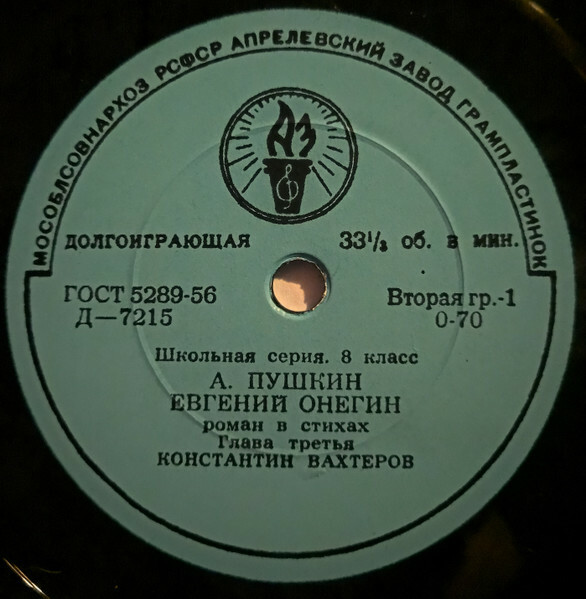 МОСОБЛСОВНАРХОЗ РСФСР АПРЕЛЕВСКИЙ ЗАВОД ГРАМПЛАСТИНОК
АЗ
ДОЛГОИГРАЮЩАЯ 33⅓ об. в мин.
ГОСТ 5289-56 Вторая гр.-1
Д—7215 0-70
Школьная серия. 8 класс
А. ПУШКИН
ЕВГЕНИЙ ОНЕГИН
роман в стихах
Глава третья
КОНСТАНТИН ВАХТЕРОВ